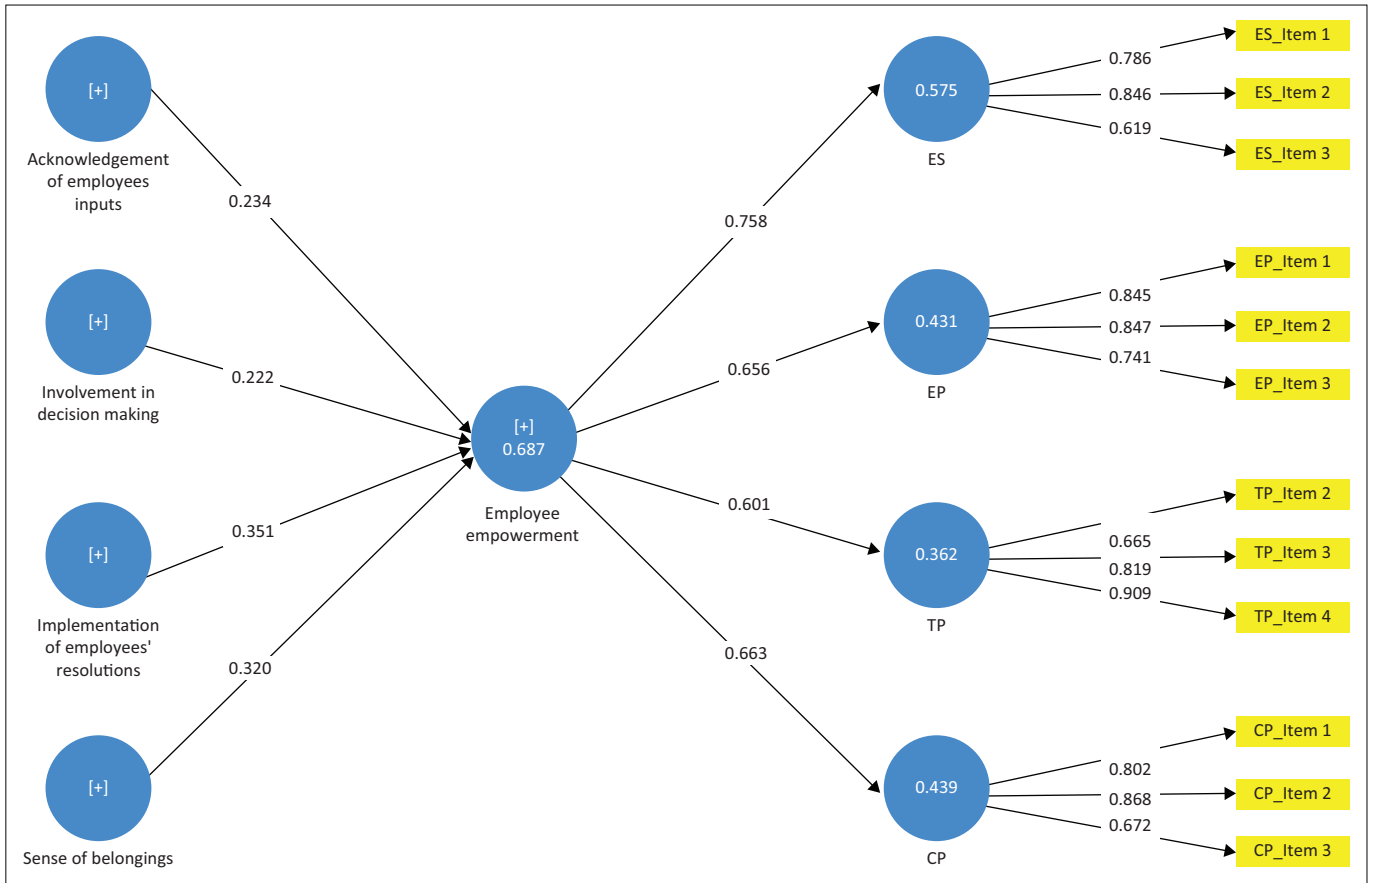 [+]
Acknowledgement
of employees
inputs
[+]
Involvement in
decision making
[+]
Implementation
of employees'
resolutions
[+]
Sense of belongings
0.234
0.222
0.351
0.320
[+]
0.687
Employee
empowerment
0.758
0.656
0.601
0.663
0.575
ES
0.786
0.846
0.619
ES_Item 1
ES_Item 2
ES_Item 3
0.431
EP
0.845
0.847
0.741
EP_Item 1
EP_Item 2
EP_Item 3
0.362
TP
0.665
0.819
0.909
TP_Item 2
TP_Item 3
TP_Item 4
0.439
CP
0.802
0.868
0.672
CP_Item 1
CP_Item 2
CP_Item 3